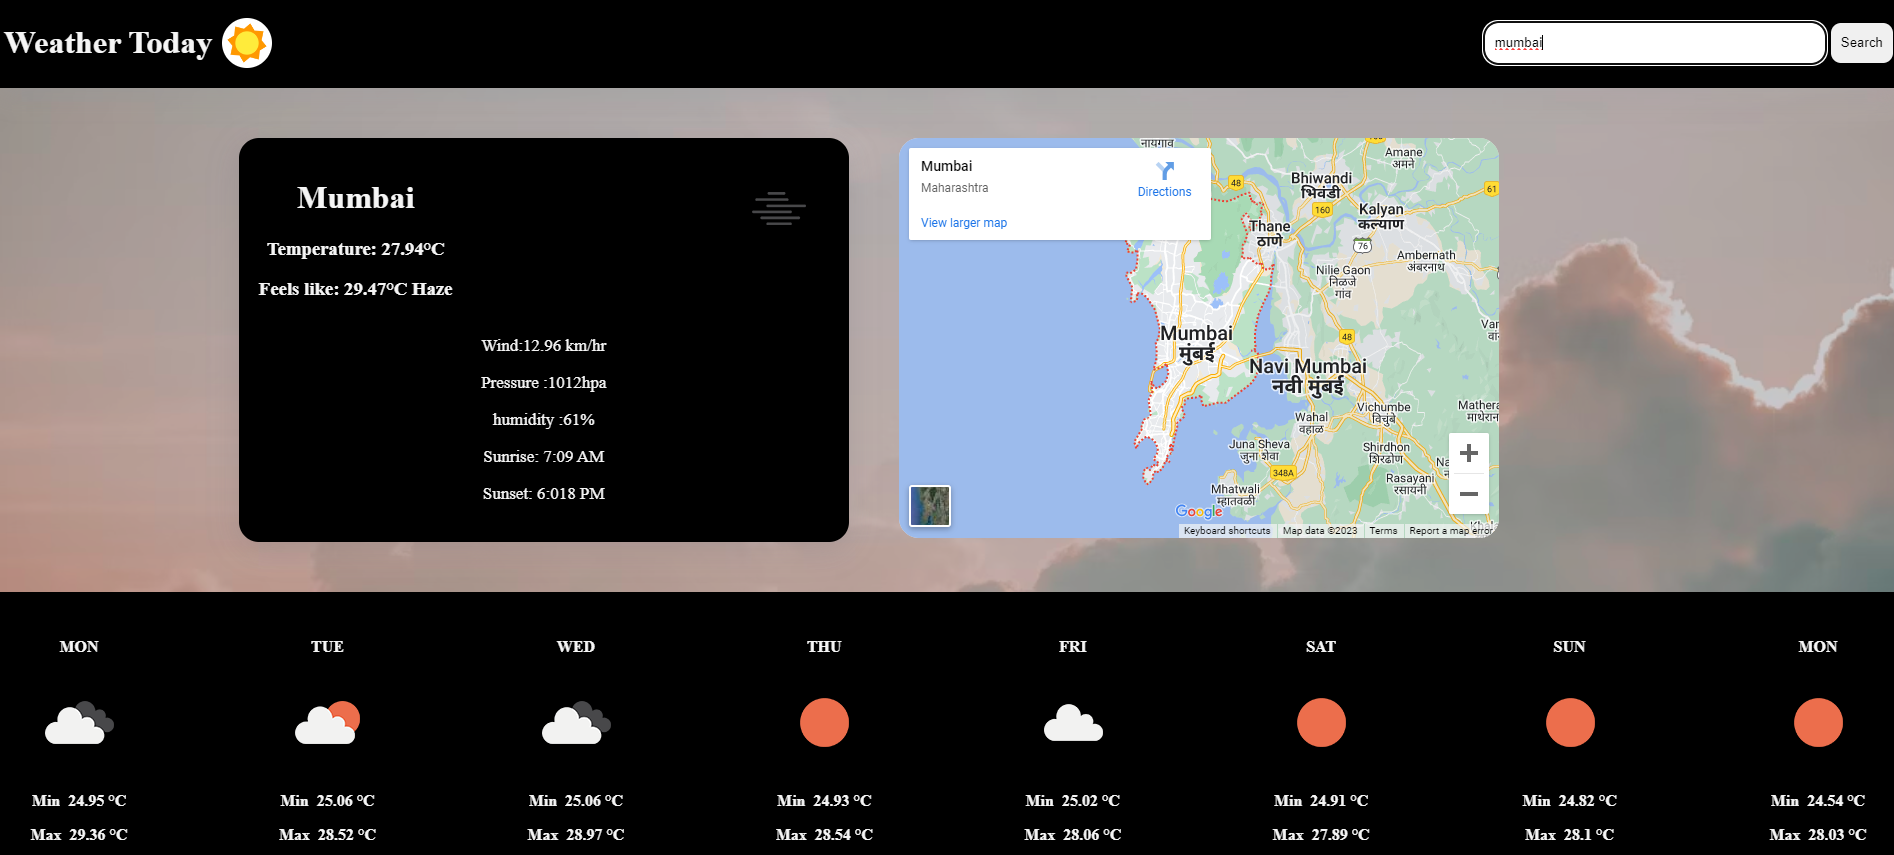 Weather Today
mumbai
Search
Mumbai
Temperature: 27.94°C
Feels like: 29.47°C Haze
Wind:12.96 km/hr
Pressure :1012hpa
humidity :61%
Sunrise: 7:09 AM
Sunset: 6:018 PM
Mumbai
Maharashtra
Directions
View larger map
नायगाव
Amane
अमने
48
Bhiwandi
भिवंडी
61
160
Kalyan
कल्याण
Thane
ठाणे
76
Ambernath
अंबरनाथ
Nilje Gaon
निळजे
गांव
Mumbai
मुंबई
48
Navi Mumbai
नवी मुंबई
Vichumbe
विचुंबे
Wahal
वहाळ
Juna Sheva
जुना शेवा
Shirdhon
शिरढोण
348A
Rasayani
रसायनी
Mhatwali
म्हातवळी
Google
Keyboard shortcuts
Map data ©2023
Terms
Report a map error
MON TUE WED THU FRI SAT SUN MON
Min 24.95 °C Min 25.06 °C Min 25.06 °C Min 24.93 °C Min 25.02 °C Min 24.91 °C Min 24.82 °C Min 24.54 °C
Max 29.36 °C Max 28.52 °C Max 28.97 °C Max 28.54 °C Max 28.06 °C Max 27.89 °C Max 28.1 °C Max 28.03 °C